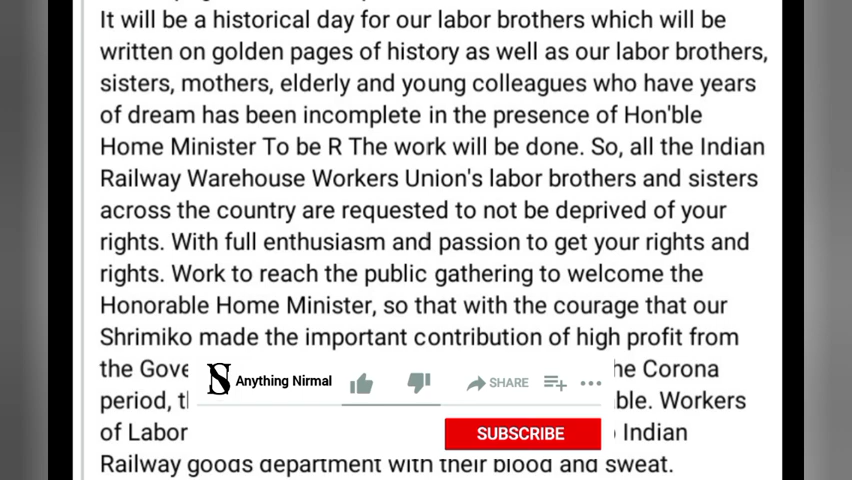 It will be a historical day for our labor brothers which will be
written on golden pages of history as well as our labor brothers,
sisters, mothers, elderly and young colleagues who have years
of dream has been incomplete in the presence of Hon'ble
Home Minister To be R The work will be done. So, all the Indian
Railway Warehouse Workers Union's labor brothers and sisters
across the country are requested to not be deprived of your
rights. With full enthusiasm and passion to get your rights and
rights. Work to reach the public gathering to welcome the
Honorable Home Minister, so that with the courage that our
Shrimiko made the important contribution of high profit from
the Corona
period, Workers
of Labor Indian
Railway goods department with their blood and sweat.
Anything Nirmal SHARE
SUBSCRIBE